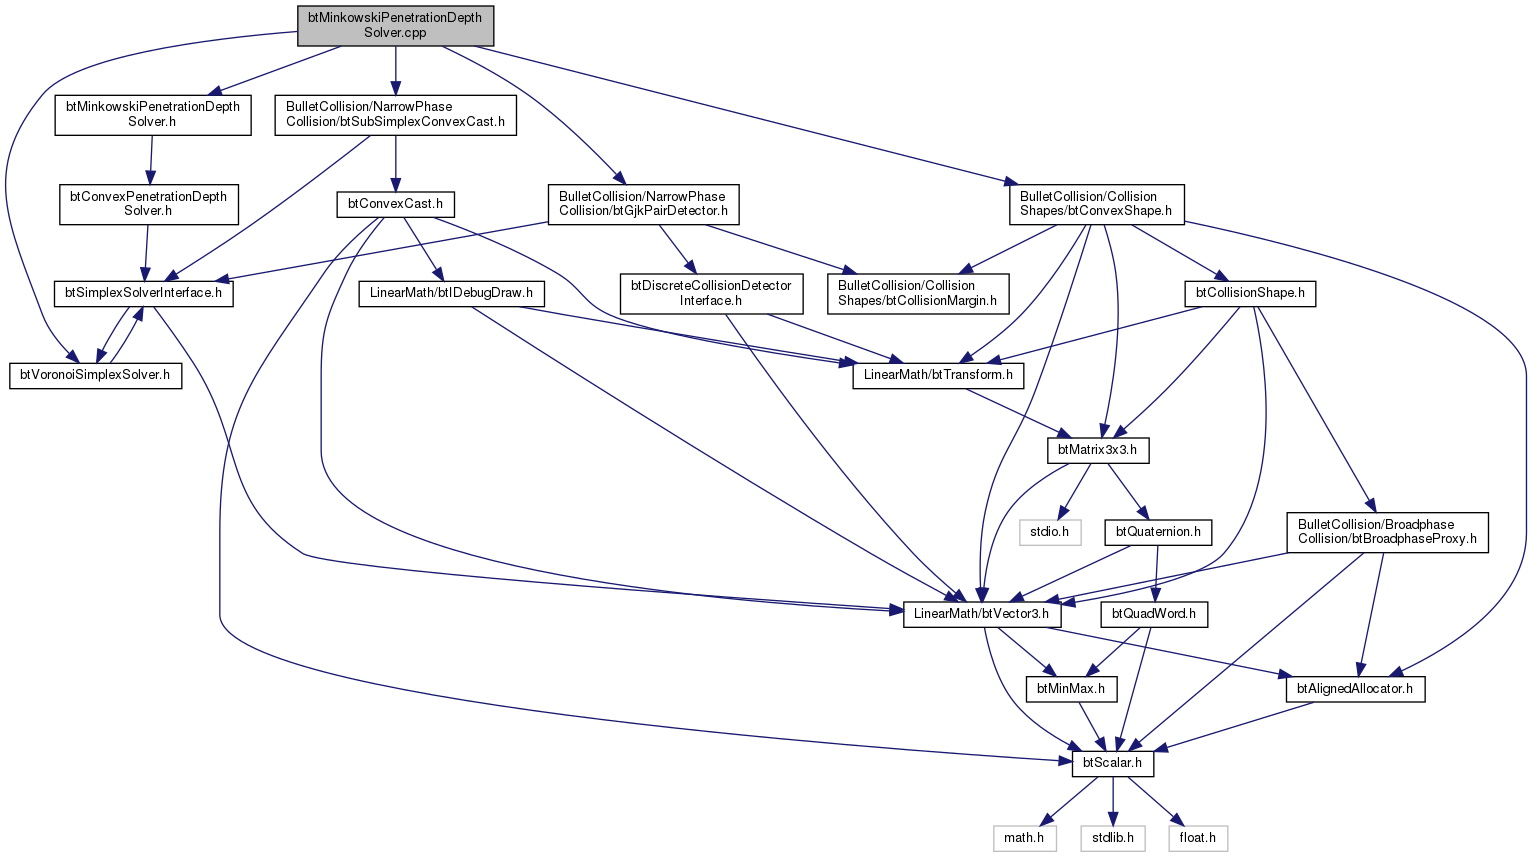 btMinkowskiPenetrationDepth
Solver.cpp
btMinkowskiPenetrationDepth
Solver.h
BulletCollision/NarrowPhase
Collision/btSubSimplexConvexCast.h
btConvexPenetrationDepth
Solver.h
btConvexCast.h
BulletCollision/NarrowPhase
Collision/btGjkPairDetector.h
BulletCollision/Collision
Shapes/btConvexShape.h
btSimplexSolverInterface.h
LinearMath/btIDebugDraw.h
btDiscreteCollisionDetector
Interface.h
BulletCollision/Collision
Shapes/btCollisionMargin.h
btCollisionShape.h
btVoronoiSimplexSolver.h
LinearMath/btTransform.h
btMatrix3x3.h
stdio.h
btQuaternion.h
BulletCollision/Broadphase
Collision/btBroadphaseProxy.h
LinearMath/btVector3.h
btQuadWord.h
btMinMax.h
btAlignedAllocator.h
btScalar.h
math.h
stdlib.h
float.h